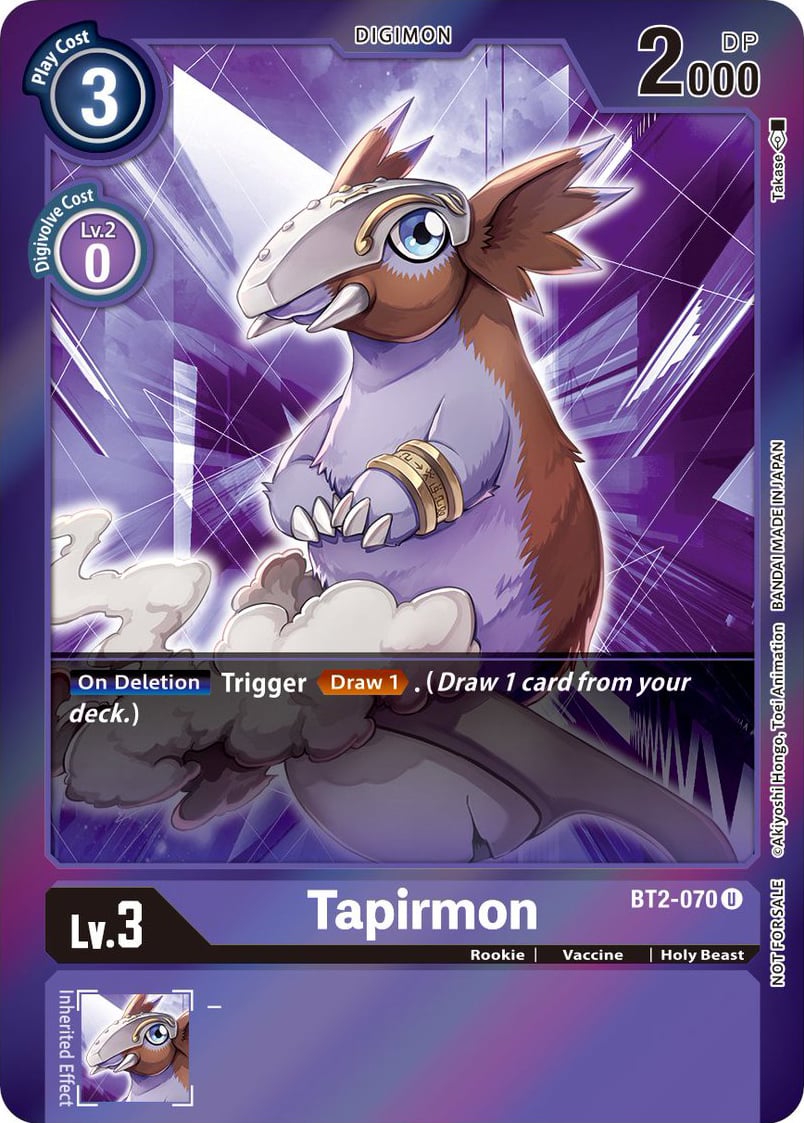 DIGIMON
Play Cost
3
2000
DP
Takase
Digivolve Cost
Lv.2
0
On Deletion Trigger Draw 1 . (Draw 1 card from your
deck.)
©Akiyoshi Hongo, Toei Animation BANDAI MADE IN JAPAN
NOT FOR SALE
Lv.3
Tapirmon
BT2-070 U
Rookie | Vaccine | Holy Beast
Inherited Effect
–